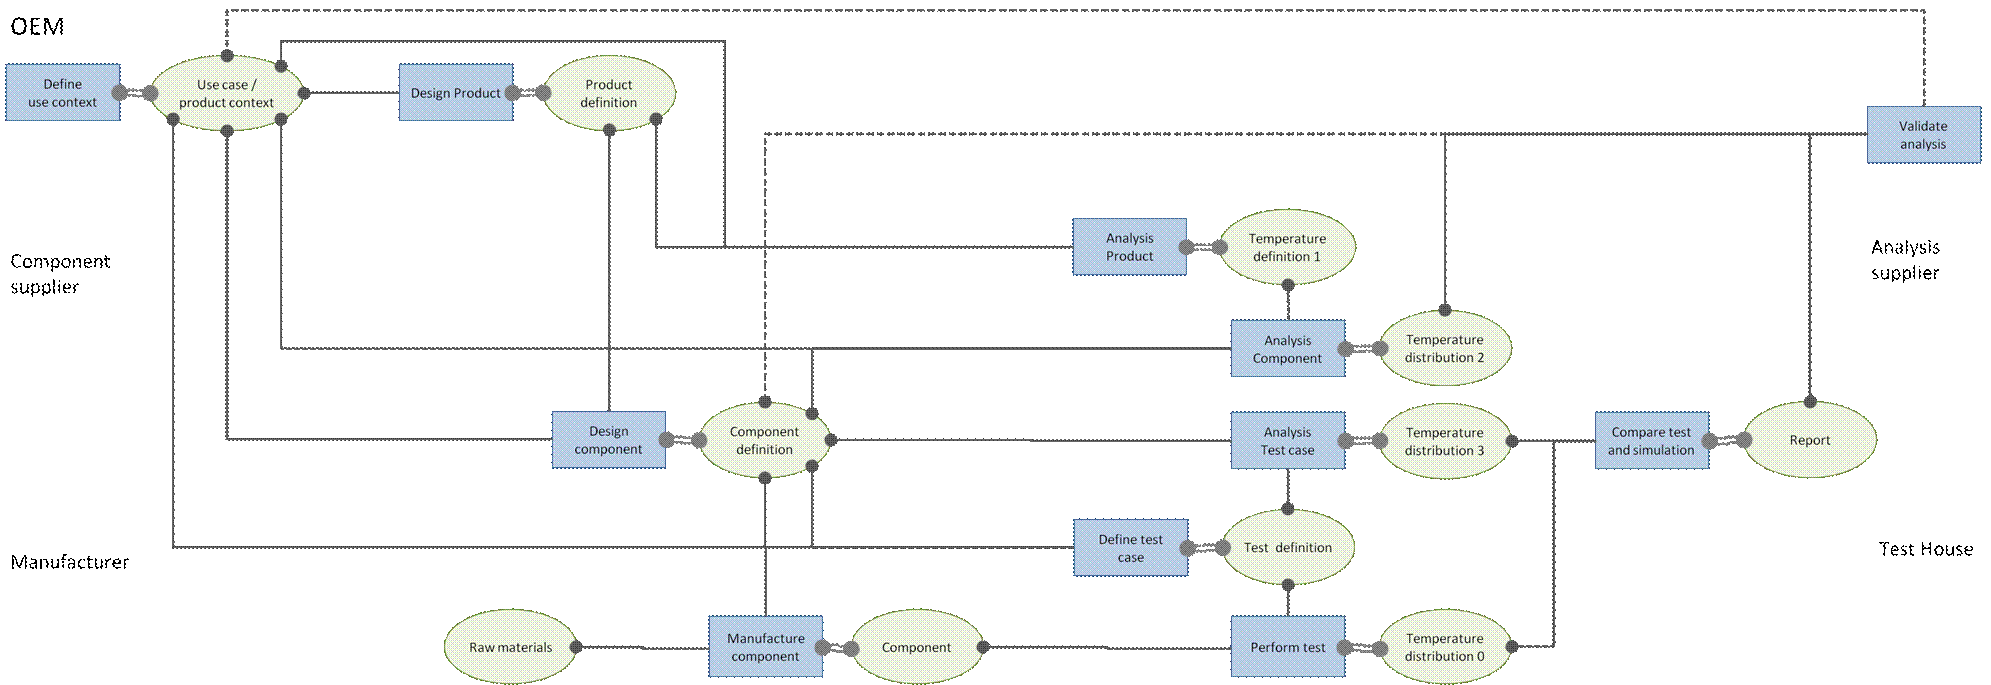 OEM
Define
use context
Use case /
product context
Design Product
Product
definition
Validate
analysis
Component
supplier
Analysis
Product
Temperature
definition 1
Analysis
supplier
Analysis
Component
Temperature
distribution 2
Design
component
Component
definition
Analysis
Test case
Temperature
distribution 3
Compare test
and simulation
Report
Manufacturer
Define test
case
Test definition
Test House
Raw materials
Manufacture
component
Component
Perform test
Temperature
distribution 0